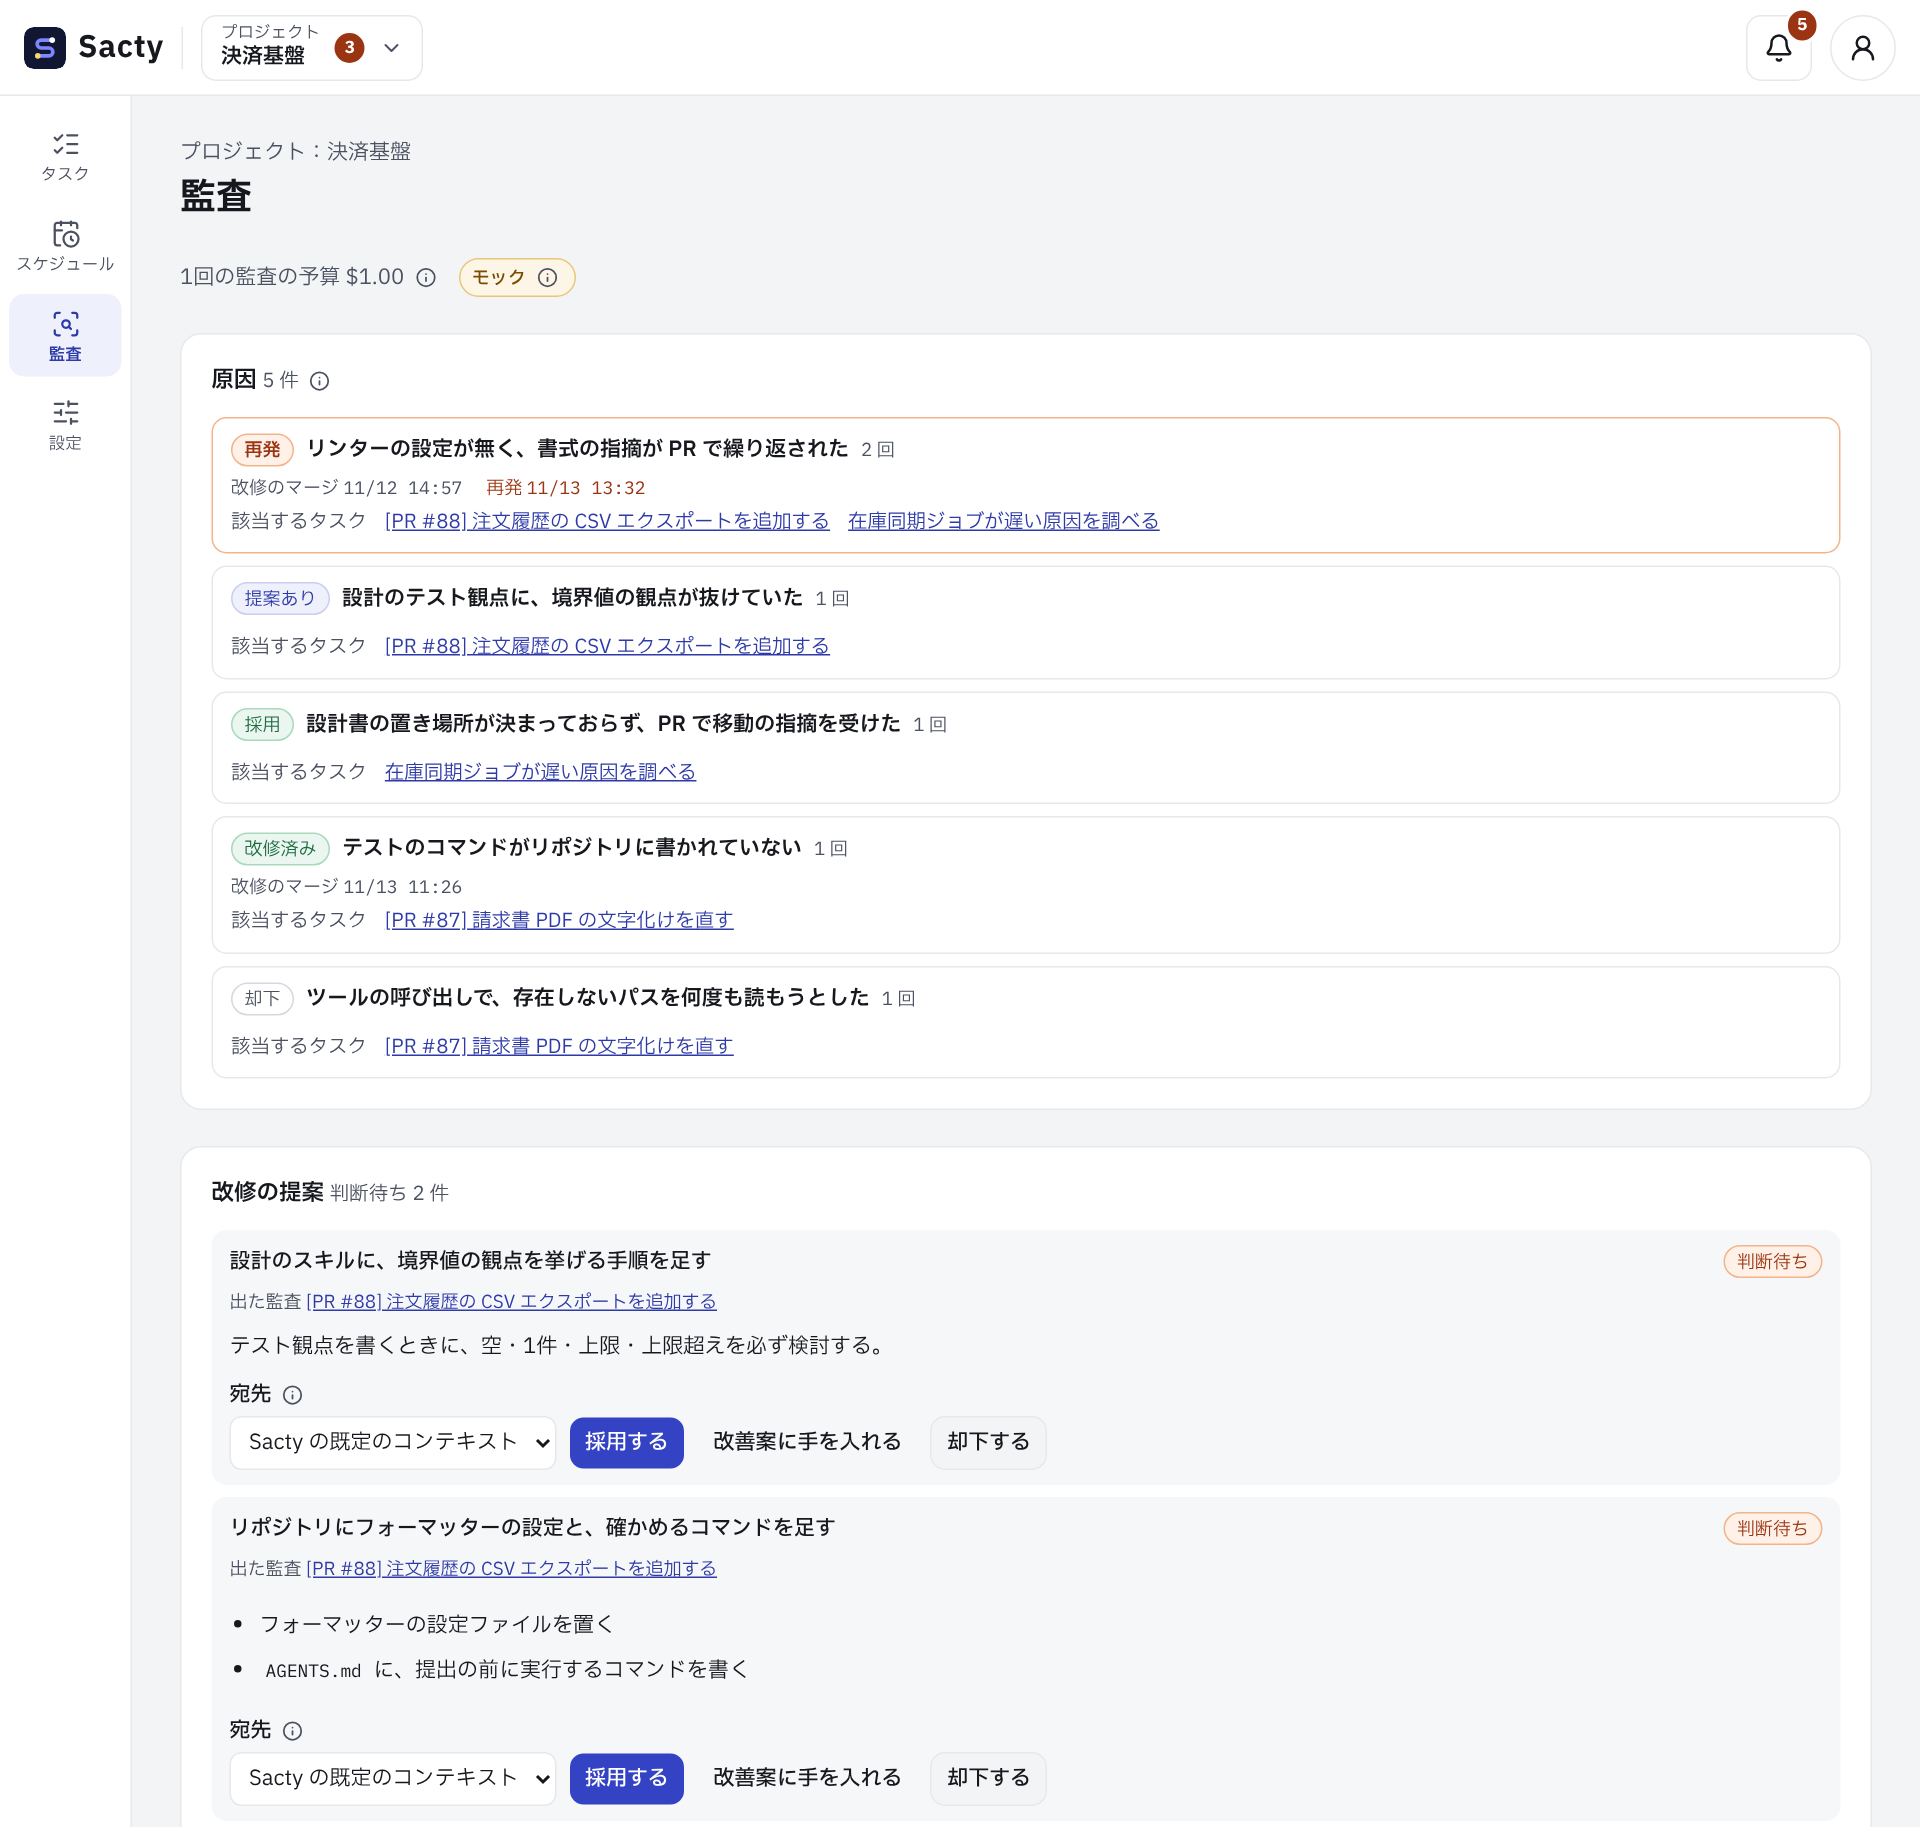 Sacty
プロジェクト
決済基盤
3
5
タスク
スケジュール
監査
設定
プロジェクト：決済基盤
監査
1回の監査の予算 $1.00
モック
原因 5 件
再発 リンターの設定が無く、書式の指摘が PR で繰り返された 2 回
改修のマージ 11/12 14:57 再発 11/13 13:32
該当するタスク [PR #88] 注文履歴の CSV エクスポートを追加する 在庫同期ジョブが遅い原因を調べる
提案あり 設計のテスト観点に、境界値の観点が抜けていた 1 回
該当するタスク [PR #88] 注文履歴の CSV エクスポートを追加する
採用 設計書の置き場所が決まっておらず、PR で移動の指摘を受けた 1 回
該当するタスク 在庫同期ジョブが遅い原因を調べる
改修済み テストのコマンドがリポジトリに書かれていない 1 回
改修のマージ 11/13 11:26
該当するタスク [PR #87] 請求書 PDF の文字化けを直す
却下 ツールの呼び出しで、存在しないパスを何度も読もうとした 1 回
該当するタスク [PR #87] 請求書 PDF の文字化けを直す
改修の提案 判断待ち 2 件
設計のスキルに、境界値の観点を挙げる手順を足す 判断待ち
出た監査 [PR #88] 注文履歴の CSV エクスポートを追加する
テスト観点を書くときに、空・1件・上限・上限超えを必ず検討する。
宛先
Sacty の既定のコンテキスト 採用する 改善案に手を入れる 却下する
リポジトリにフォーマッターの設定と、確かめるコマンドを足す 判断待ち
出た監査 [PR #88] 注文履歴の CSV エクスポートを追加する
• フォーマッターの設定ファイルを置く
• AGENTS.md に、提出の前に実行するコマンドを書く
宛先
Sacty の既定のコンテキスト 採用する 改善案に手を入れる 却下する